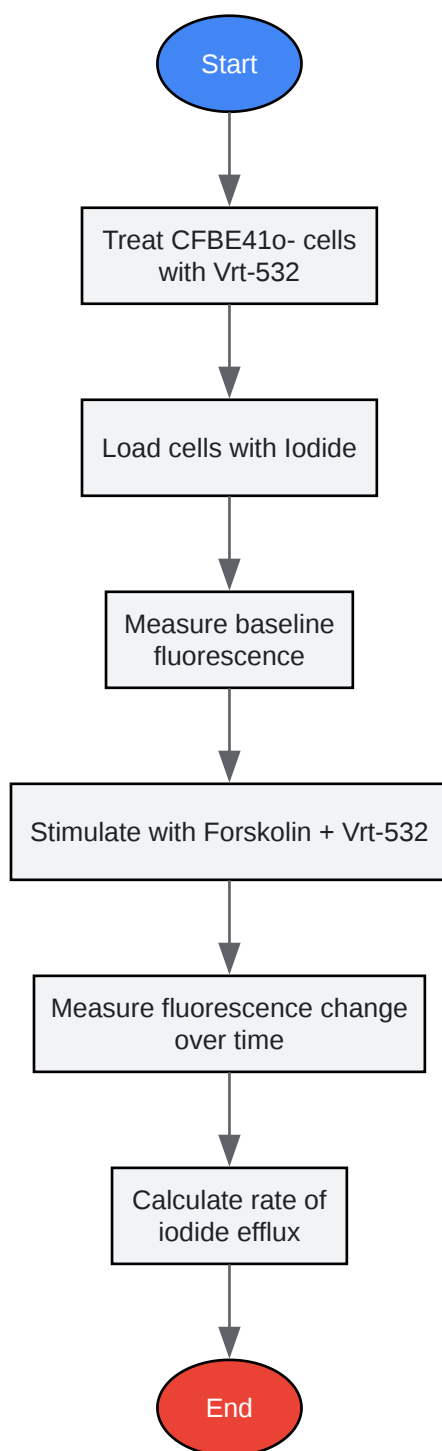 Start
Treat CFBE41o- cells
with Vrt-532
Load cells with Iodide
Measure baseline
fluorescence
Stimulate with Forskolin + Vrt-532
Measure fluorescence change
over time
Calculate rate of
iodide efflux
End